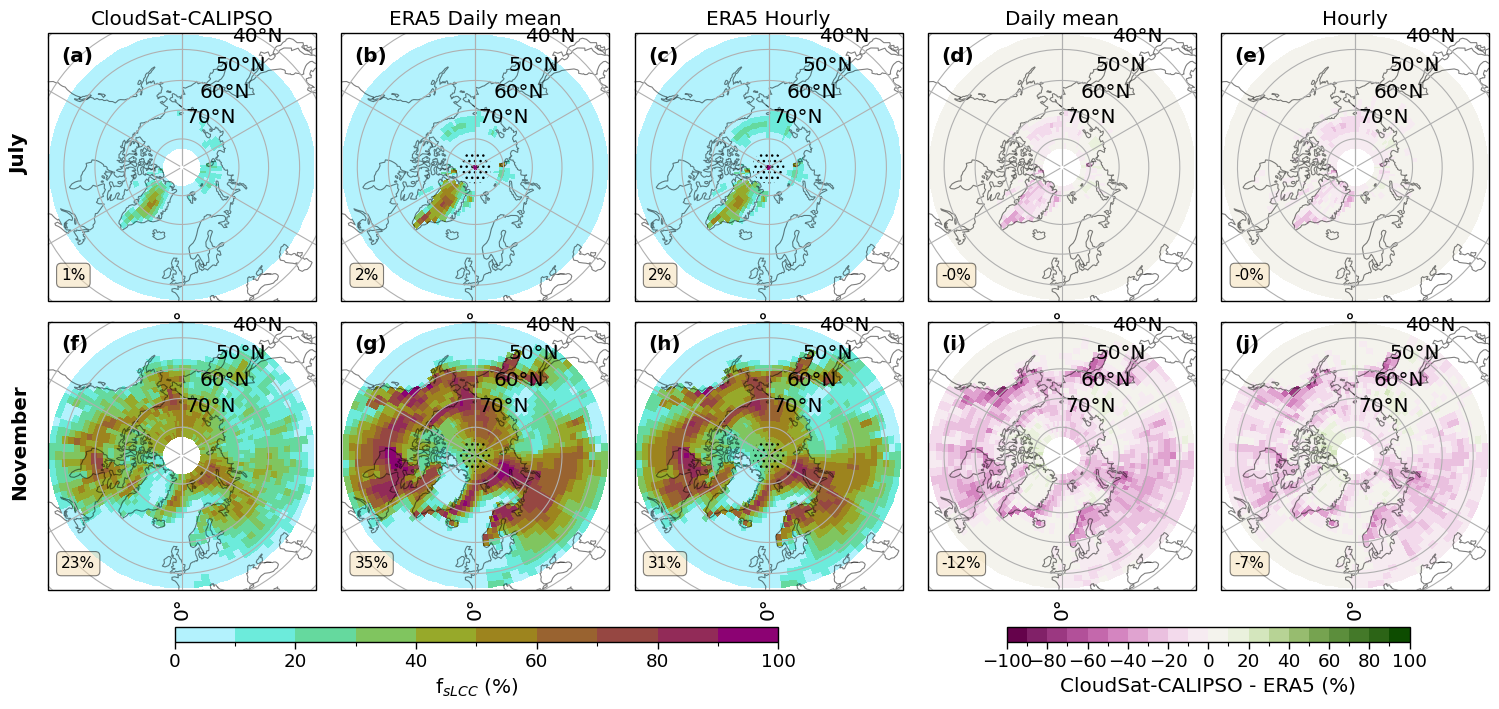 CloudSat-CALIPSO ERA5 Daily mean ERA5 Hourly Daily mean Hourly
July
(a) 40°N 50°N 60°N 70°N 1%
(b) 40°N 50°N 60°N 70°N 2%
(c) 40°N 50°N 60°N 70°N 2%
(d) 40°N 50°N 60°N 70°N -0%
(e) 40°N 50°N 60°N 70°N -0%
November
(f) 40°N 50°N 60°N 70°N 23% 0°
(g) 40°N 50°N 60°N 70°N 35% 0°
(h) 40°N 50°N 60°N 70°N 31% 0°
(i) 40°N 50°N 60°N 70°N -12% 0°
(j) 40°N 50°N 60°N 70°N -7% 0°
0 20 40 60 80 100
fsLCC (%)
−100 −80 −60 −40 −20 0 20 40 60 80 100
CloudSat-CALIPSO - ERA5 (%)